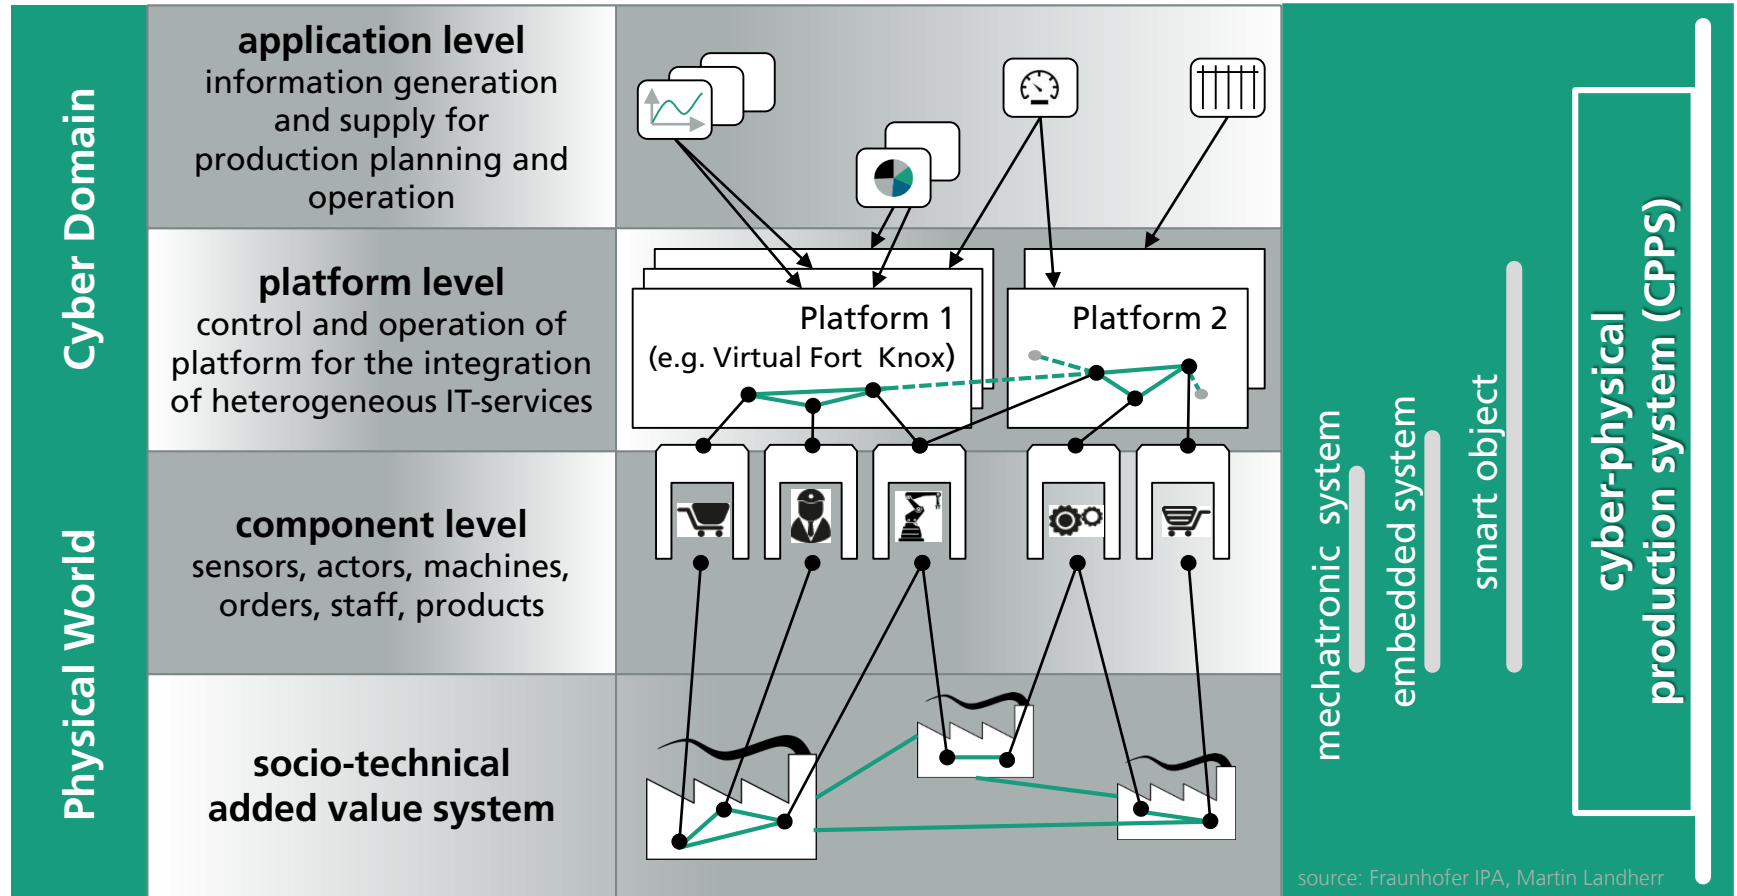 Cyber Domain
Physical World
application level
information generation
and supply for
production planning and
operation
platform level
control and operation of
platform for the integration
of heterogeneous IT-services
Platform 1
(e.g. Virtual Fort Knox)
Platform 2
component level
sensors, actors, machines,
orders, staff, products
socio-technical
added value system
mechatronic system
embedded system
smart object
cyber-physical
production system (CPPS)
source: Fraunhofer IPA, Martin Landherr